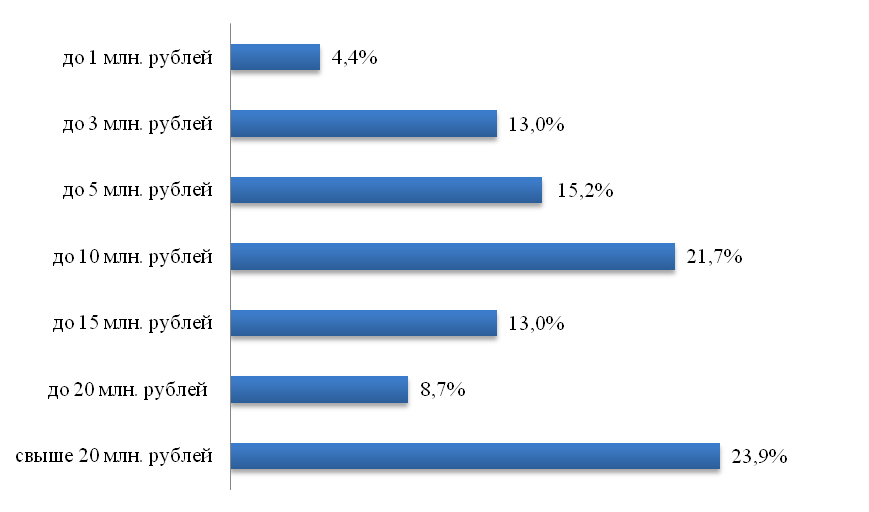 до 1 млн. рублей 4,4%
до 3 млн. рублей 13,0%
до 5 млн. рублей 15,2%
до 10 млн. рублей 21,7%
до 15 млн. рублей 13,0%
до 20 млн. рублей 8,7%
свыше 20 млн. рублей 23,9%